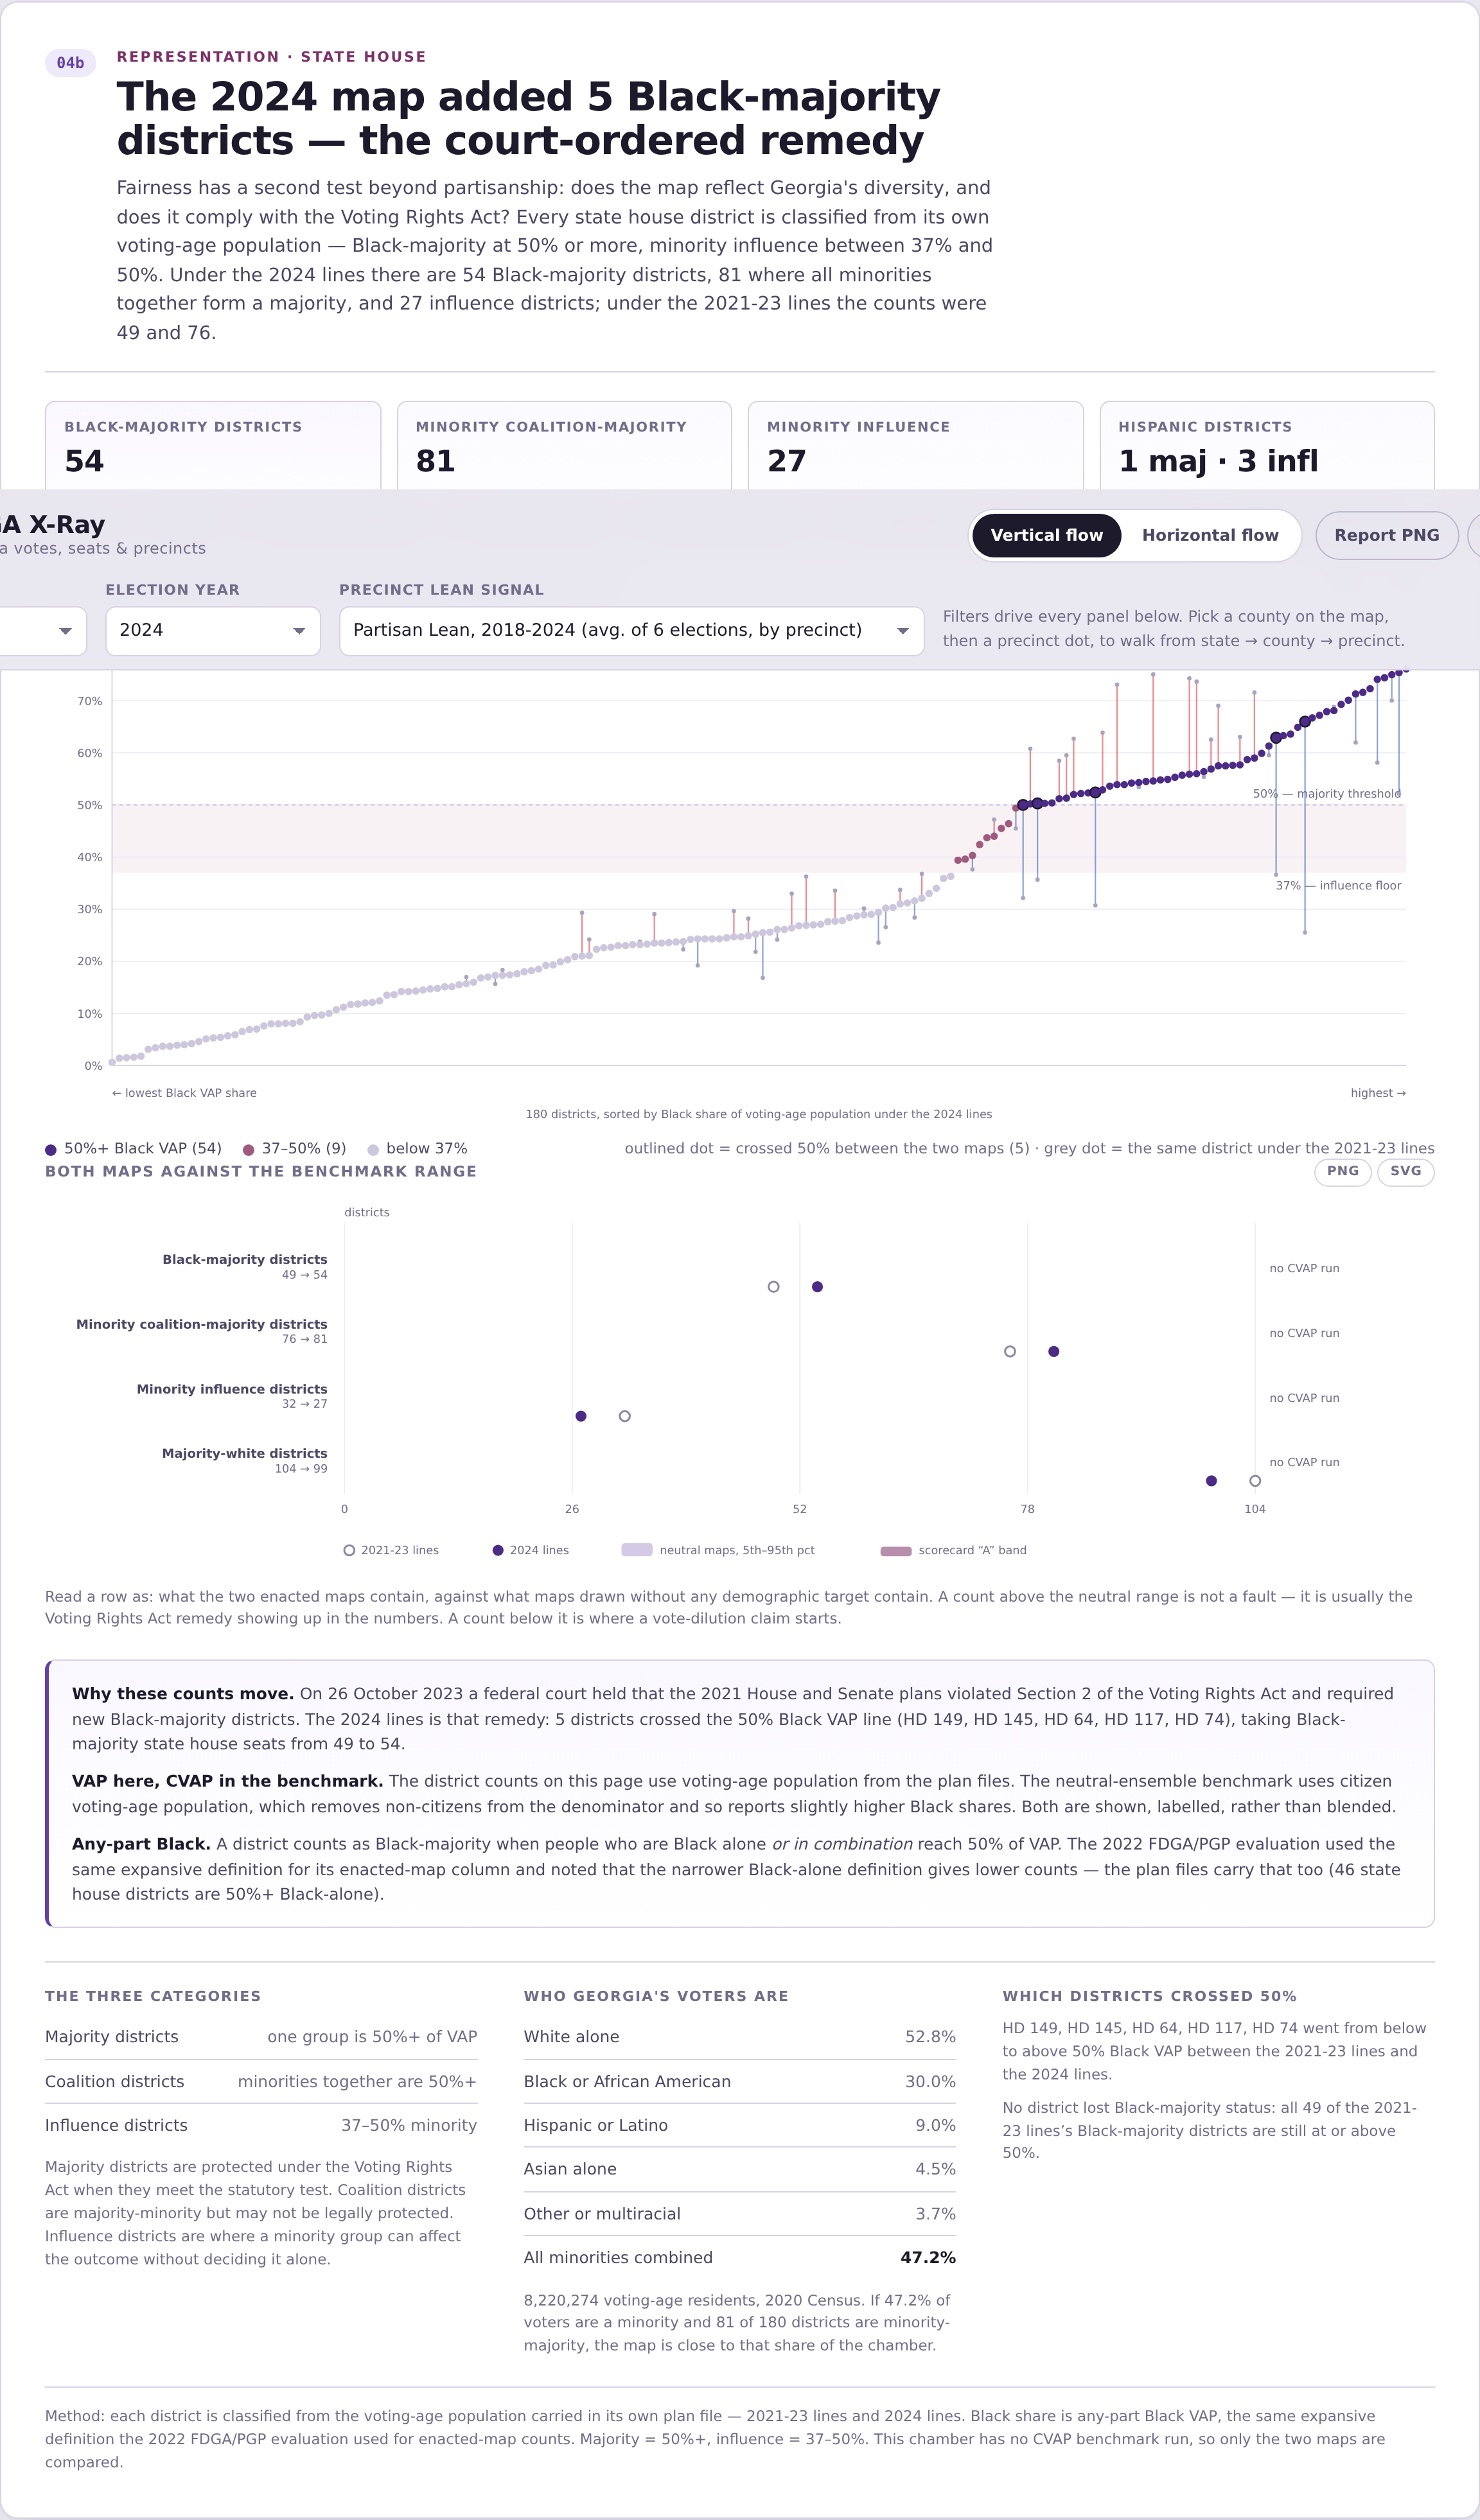 04b
REPRESENTATION · STATE HOUSE
The 2024 map added 5 Black-majority
districts — the court-ordered remedy
Fairness has a second test beyond partisanship: does the map reflect Georgia's diversity, and
does it comply with the Voting Rights Act? Every state house district is classified from its own
voting-age population — Black-majority at 50% or more, minority influence between 37% and
50%. Under the 2024 lines there are 54 Black-majority districts, 81 where all minorities
together form a majority, and 27 influence districts; under the 2021-23 lines the counts were
49 and 76.
BLACK-MAJORITY DISTRICTS
54
MINORITY COALITION-MAJORITY
81
MINORITY INFLUENCE
27
HISPANIC DISTRICTS
1 maj · 3 infl
GA X-Ray
a votes, seats & precincts
Vertical flow
Horizontal flow
Report PNG
ELECTION YEAR
2024
PRECINCT LEAN SIGNAL
Partisan Lean, 2018-2024 (avg. of 6 elections, by precinct)
Filters drive every panel below. Pick a county on the map,
then a precinct dot, to walk from state → county → precinct.
70%
60%
50%
40%
30%
20%
10%
0%
50% — majority threshold
37% — influence floor
← lowest Black VAP share
highest →
180 districts, sorted by Black share of voting-age population under the 2024 lines
50%+ Black VAP (54)
37–50% (9)
below 37%
outlined dot = crossed 50% between the two maps (5) · grey dot = the same district under the 2021-23 lines
BOTH MAPS AGAINST THE BENCHMARK RANGE
PNG
SVG
districts
Black-majority districts
49 → 54
no CVAP run
Minority coalition-majority districts
76 → 81
no CVAP run
Minority influence districts
32 → 27
no CVAP run
Majority-white districts
104 → 99
no CVAP run
0
26
52
78
104
2021-23 lines
2024 lines
neutral maps, 5th–95th pct
scorecard “A” band
Read a row as: what the two enacted maps contain, against what maps drawn without any demographic target contain. A count above the neutral range is not a fault — it is usually the
Voting Rights Act remedy showing up in the numbers. A count below it is where a vote-dilution claim starts.
Why these counts move. On 26 October 2023 a federal court held that the 2021 House and Senate plans violated Section 2 of the Voting Rights Act and required
new Black-majority districts. The 2024 lines is that remedy: 5 districts crossed the 50% Black VAP line (HD 149, HD 145, HD 64, HD 117, HD 74), taking Black-
majority state house seats from 49 to 54.
VAP here, CVAP in the benchmark. The district counts on this page use voting-age population from the plan files. The neutral-ensemble benchmark uses citizen
voting-age population, which removes non-citizens from the denominator and so reports slightly higher Black shares. Both are shown, labelled, rather than blended.
Any-part Black. A district counts as Black-majority when people who are Black alone or in combination reach 50% of VAP. The 2022 FDGA/PGP evaluation used the
same expansive definition for its enacted-map column and noted that the narrower Black-alone definition gives lower counts — the plan files carry that too (46 state
house districts are 50%+ Black-alone).
THE THREE CATEGORIES
Majority districts one group is 50%+ of VAP
Coalition districts minorities together are 50%+
Influence districts 37–50% minority
Majority districts are protected under the Voting Rights
Act when they meet the statutory test. Coalition districts
are majority-minority but may not be legally protected.
Influence districts are where a minority group can affect
the outcome without deciding it alone.
WHO GEORGIA'S VOTERS ARE
White alone 52.8%
Black or African American 30.0%
Hispanic or Latino 9.0%
Asian alone 4.5%
Other or multiracial 3.7%
All minorities combined 47.2%
8,220,274 voting-age residents, 2020 Census. If 47.2% of
voters are a minority and 81 of 180 districts are minority-
majority, the map is close to that share of the chamber.
WHICH DISTRICTS CROSSED 50%
HD 149, HD 145, HD 64, HD 117, HD 74 went from below
to above 50% Black VAP between the 2021-23 lines and
the 2024 lines.
No district lost Black-majority status: all 49 of the 2021-
23 lines’s Black-majority districts are still at or above
50%.
Method: each district is classified from the voting-age population carried in its own plan file — 2021-23 lines and 2024 lines. Black share is any-part Black VAP, the same expansive
definition the 2022 FDGA/PGP evaluation used for enacted-map counts. Majority = 50%+, influence = 37–50%. This chamber has no CVAP benchmark run, so only the two maps are
compared.